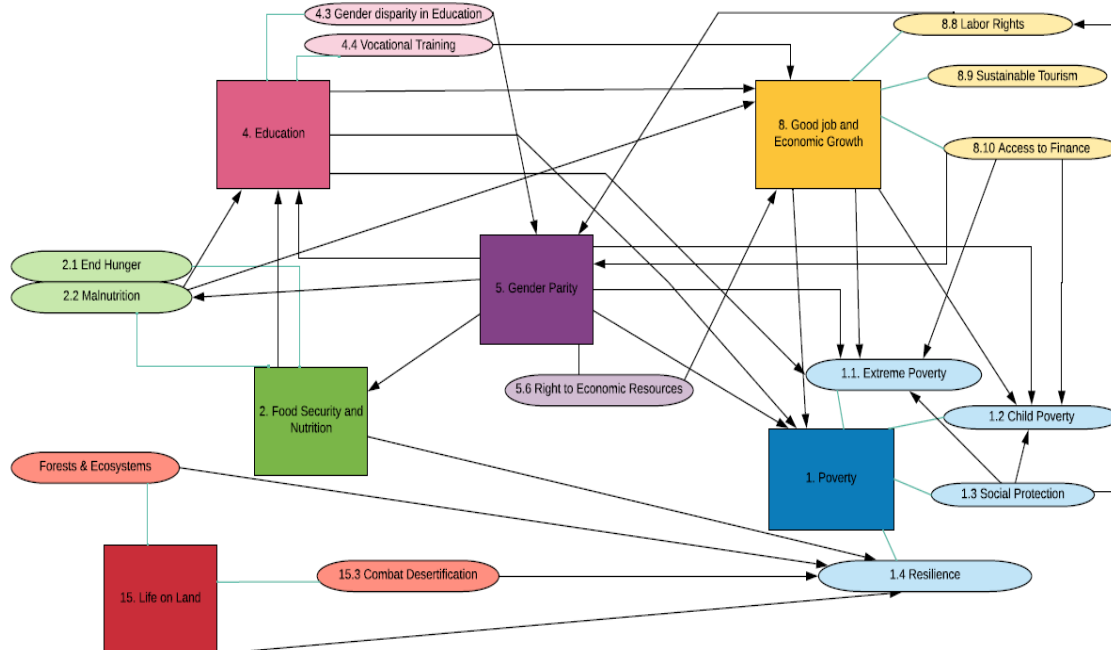 4.3 Gender disparity in Education
8.8 Labor Rights
4.4 Vocational Training
8.9 Sustainable Tourism
4. Education
8. Good job and
Economic Growth
8.10 Access to Finance
2.1 End Hunger
2.2 Malnutrition
5. Gender Parity
1.1. Extreme Poverty
5.6 Right to Economic Resources
2. Food Security and
Nutrition
1.2 Child Poverty
Forests & Ecosystems
1. Poverty
1.3 Social Protection
15.3 Combat Desertification
1.4 Resilience
15. Life on Land